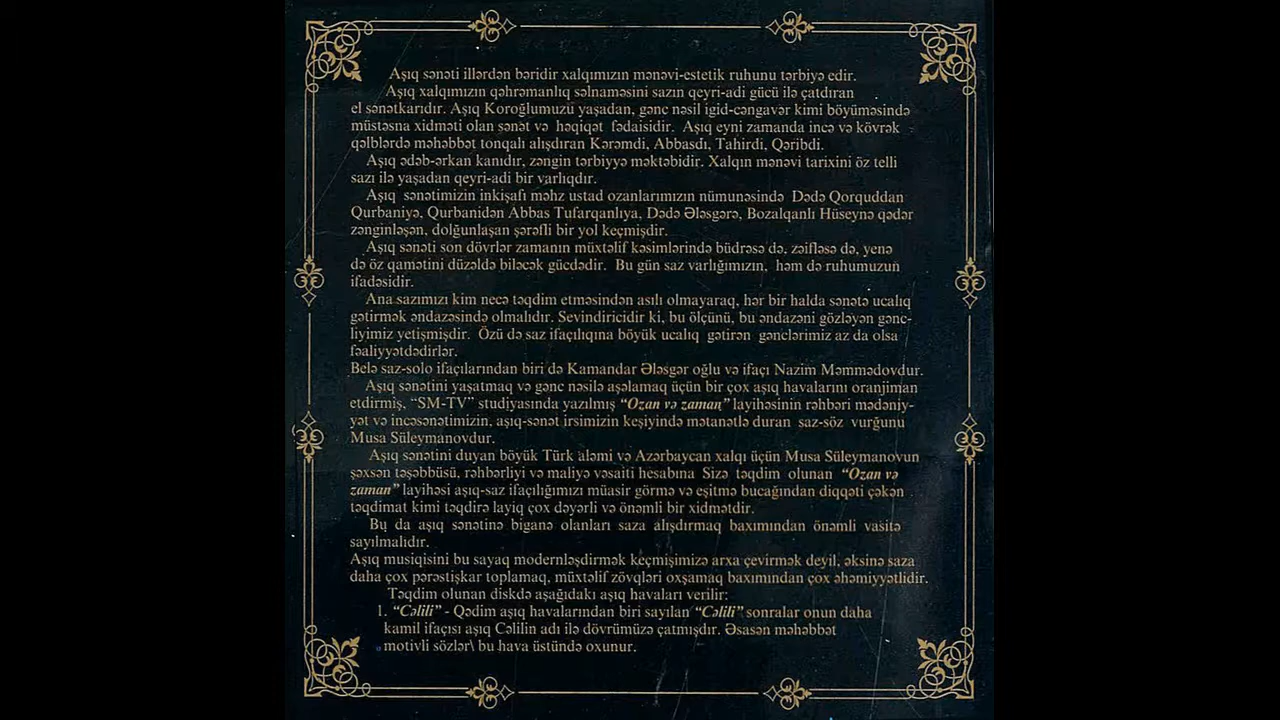 Aşıq sənəti illərdən bəridir xalqımızın mənəvi-estetik ruhunu tərbiyə edir.
Aşıq xalqımızın qəhrəmanlıq səlnaməsini sazın qeyri-adi gücü ilə çatdıran
el sənətkarıdır. Aşıq Koroğlumuzu yaşadan, gənc nəsil igid-cəngavər kimi böyüməsində
müstəsna xidməti olan sənət və həqiqət fədaisidir. Aşıq eyni zamanda incə və kövrək
qəlblərdə məhəbbət tonqalı alışdıran Kərəmdi, Abbasdı, Tahirdi, Qəribdi.
Aşıq ədəb-ərkan kanıdır, zəngin tərbiyyə məktəbidir. Xalqın mənəvi tarixini öz telli
sazı ilə yaşadan qeyri-adi bir varlıqdır.
Aşıq sənətimizin inkişafı məhz ustad ozanlarımızın nümunəsində Dədə Qorquddan
Qurbaniyə, Qurbanidən Abbas Tufarqanlıya, Dədə Ələsgərə, Bozalqanlı Hüseynə qədər
zənginləşən, dolğunlaşan şərəfli bir yol keçmişdir.
Aşıq sənəti son dövrlər zamanın müxtəlif kəsimlərində büdrəsə də, zəifləsə də, yenə
də öz qamətini düzəldə biləcək gücdədir. Bu gün saz varlığımızın, həm də ruhumuzun
ifadəsidir.
Ana sazımızı kim necə təqdim etməsindən asılı olmayaraq, hər bir halda sənətə ucalıq
gətirmək əndazəsində olmalıdır. Sevindiricidir ki, bu ölçünü, bu əndazəni gözləyən gənc-
liyimiz yetişmişdir. Özü də saz ifaçılıqına böyük ucalıq gətirən gənclərimiz az da olsa
fəaliyyətdədirlər.
Belə saz-solo ifaçılarından biri də Kamandar Ələsgər oğlu və ifaçı Nazim Məmmədovdur.
Aşıq sənətini yaşatmaq və gənc nəsilə aşəlamaq üçün bir çox aşıq havalarını oranjiman
etdirmiş, “SM-TV” studiyasında yazılmış “Ozan və zaman” layihəsinin rəhbəri mədəniy-
yət və incəsənətimizin, aşıq-sənət irsimizin keşiyində mətanətlə duran saz-söz vurğunu
Musa Süleymanovdur.
Aşıq sənətini duyan böyük Türk aləmi və Azərbaycan xalqı üçün Musa Süleymanovun
şəxsən təşəbbüsü, rəhbərliyi və maliyə vəsaiti hesabına Sizə təqdim olunan “Ozan və
zaman” layihəsi aşıq-saz ifaçılığımızı müasir görmə və eşitmə bucağından diqqəti çəkən
təqdimat kimi təqdirə layiq çox dəyərli və önəmli bir xidmətdir.
Bu da aşıq sənətinə biganə olanları saza alışdırmaq baxımından önəmli vasitə
sayılmalıdır.
Aşıq musiqisini bu sayaq modernləşdirmək keçmişimizə arxa çevirmək deyil, əksinə saza
daha çox pərəstişkar toplamaq, müxtəlif zövqləri oxşamaq baxımından çox əhəmiyyətlidir.
Təqdim olunan diskdə aşağıdakı aşıq havaları verilir:
1. “Cəlili” - Qədim aşıq havalarından biri sayılan “Cəlili” sonralar onun daha
kamil ifaçısı aşıq Cəlilin adı ilə dövrümüzə çatmışdır. Əsasən məhəbbət
motivli sözlər\ bu hava üstündə oxunur.